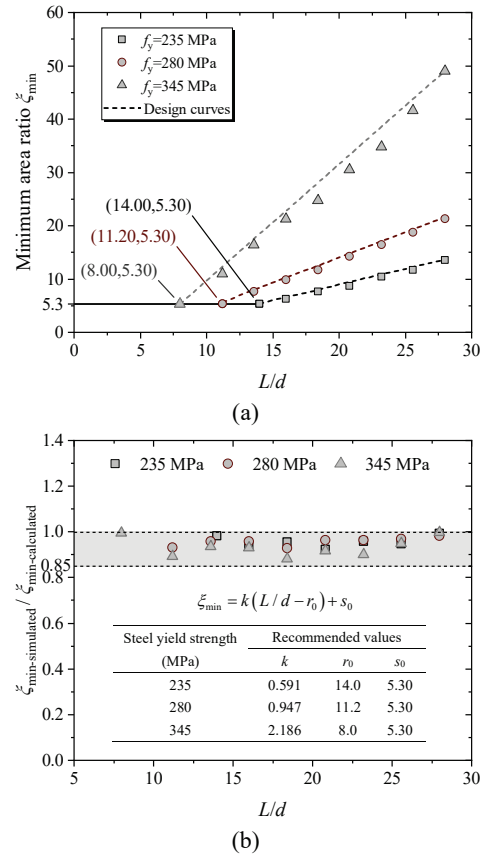 (a)
Minimum area ratio ξmin
60
50
40
30
20
10
5.3
0
fy=235 MPa
fy=280 MPa
fy=345 MPa
Design curves
(14.00,5.30)
(11.20,5.30)
(8.00,5.30)
0 5 10 15 20 25 30
L/d
(a)
ξmin-simulated / ξmin-calculated
1.4
1.2
1.0
0.85
0.8
0.6
0.4
0.2
0.0
235 MPa 280 MPa 345 MPa
ξmin = k(L/d−r0)+s0
Steel yield strength Recommended values
(MPa) k r0 s0
235 0.591 14.0 5.30
280 0.947 11.2 5.30
345 2.186 8.0 5.30
5 10 15 20 25 30
L/d
(b)